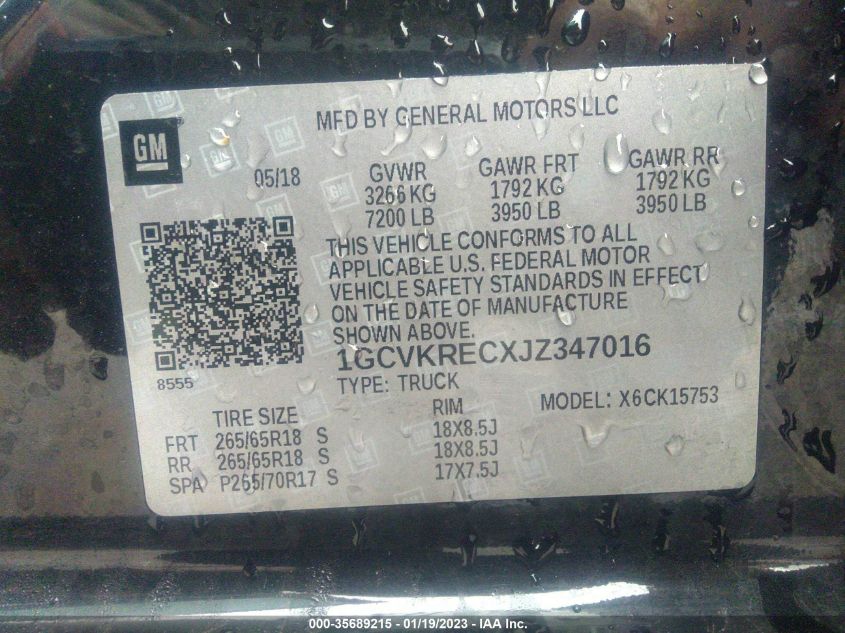 MFD BY GENERAL MOTORS LLC
GM
05/18
GVWR GAWR FRT GAWR RR
3266 KG 1792 KG 1792 KG
7200 LB 3950 LB 3950 LB
THIS VEHICLE CONFORMS TO ALL
APPLICABLE U.S. FEDERAL MOTOR
VEHICLE SAFETY STANDARDS IN EFFECT
ON THE DATE OF MANUFACTURE
SHOWN ABOVE.
1GCVKRECXJZ347016
8555
TYPE: TRUCK
MODEL: X6CK15753
TIRE SIZE RIM
FRT 265/65R18 S 18X8.5J
RR 265/65R18 S 18X8.5J
SPA P265/70R17 S 17X7.5J
000-35689215 - 01/19/2023 - IAA Inc.